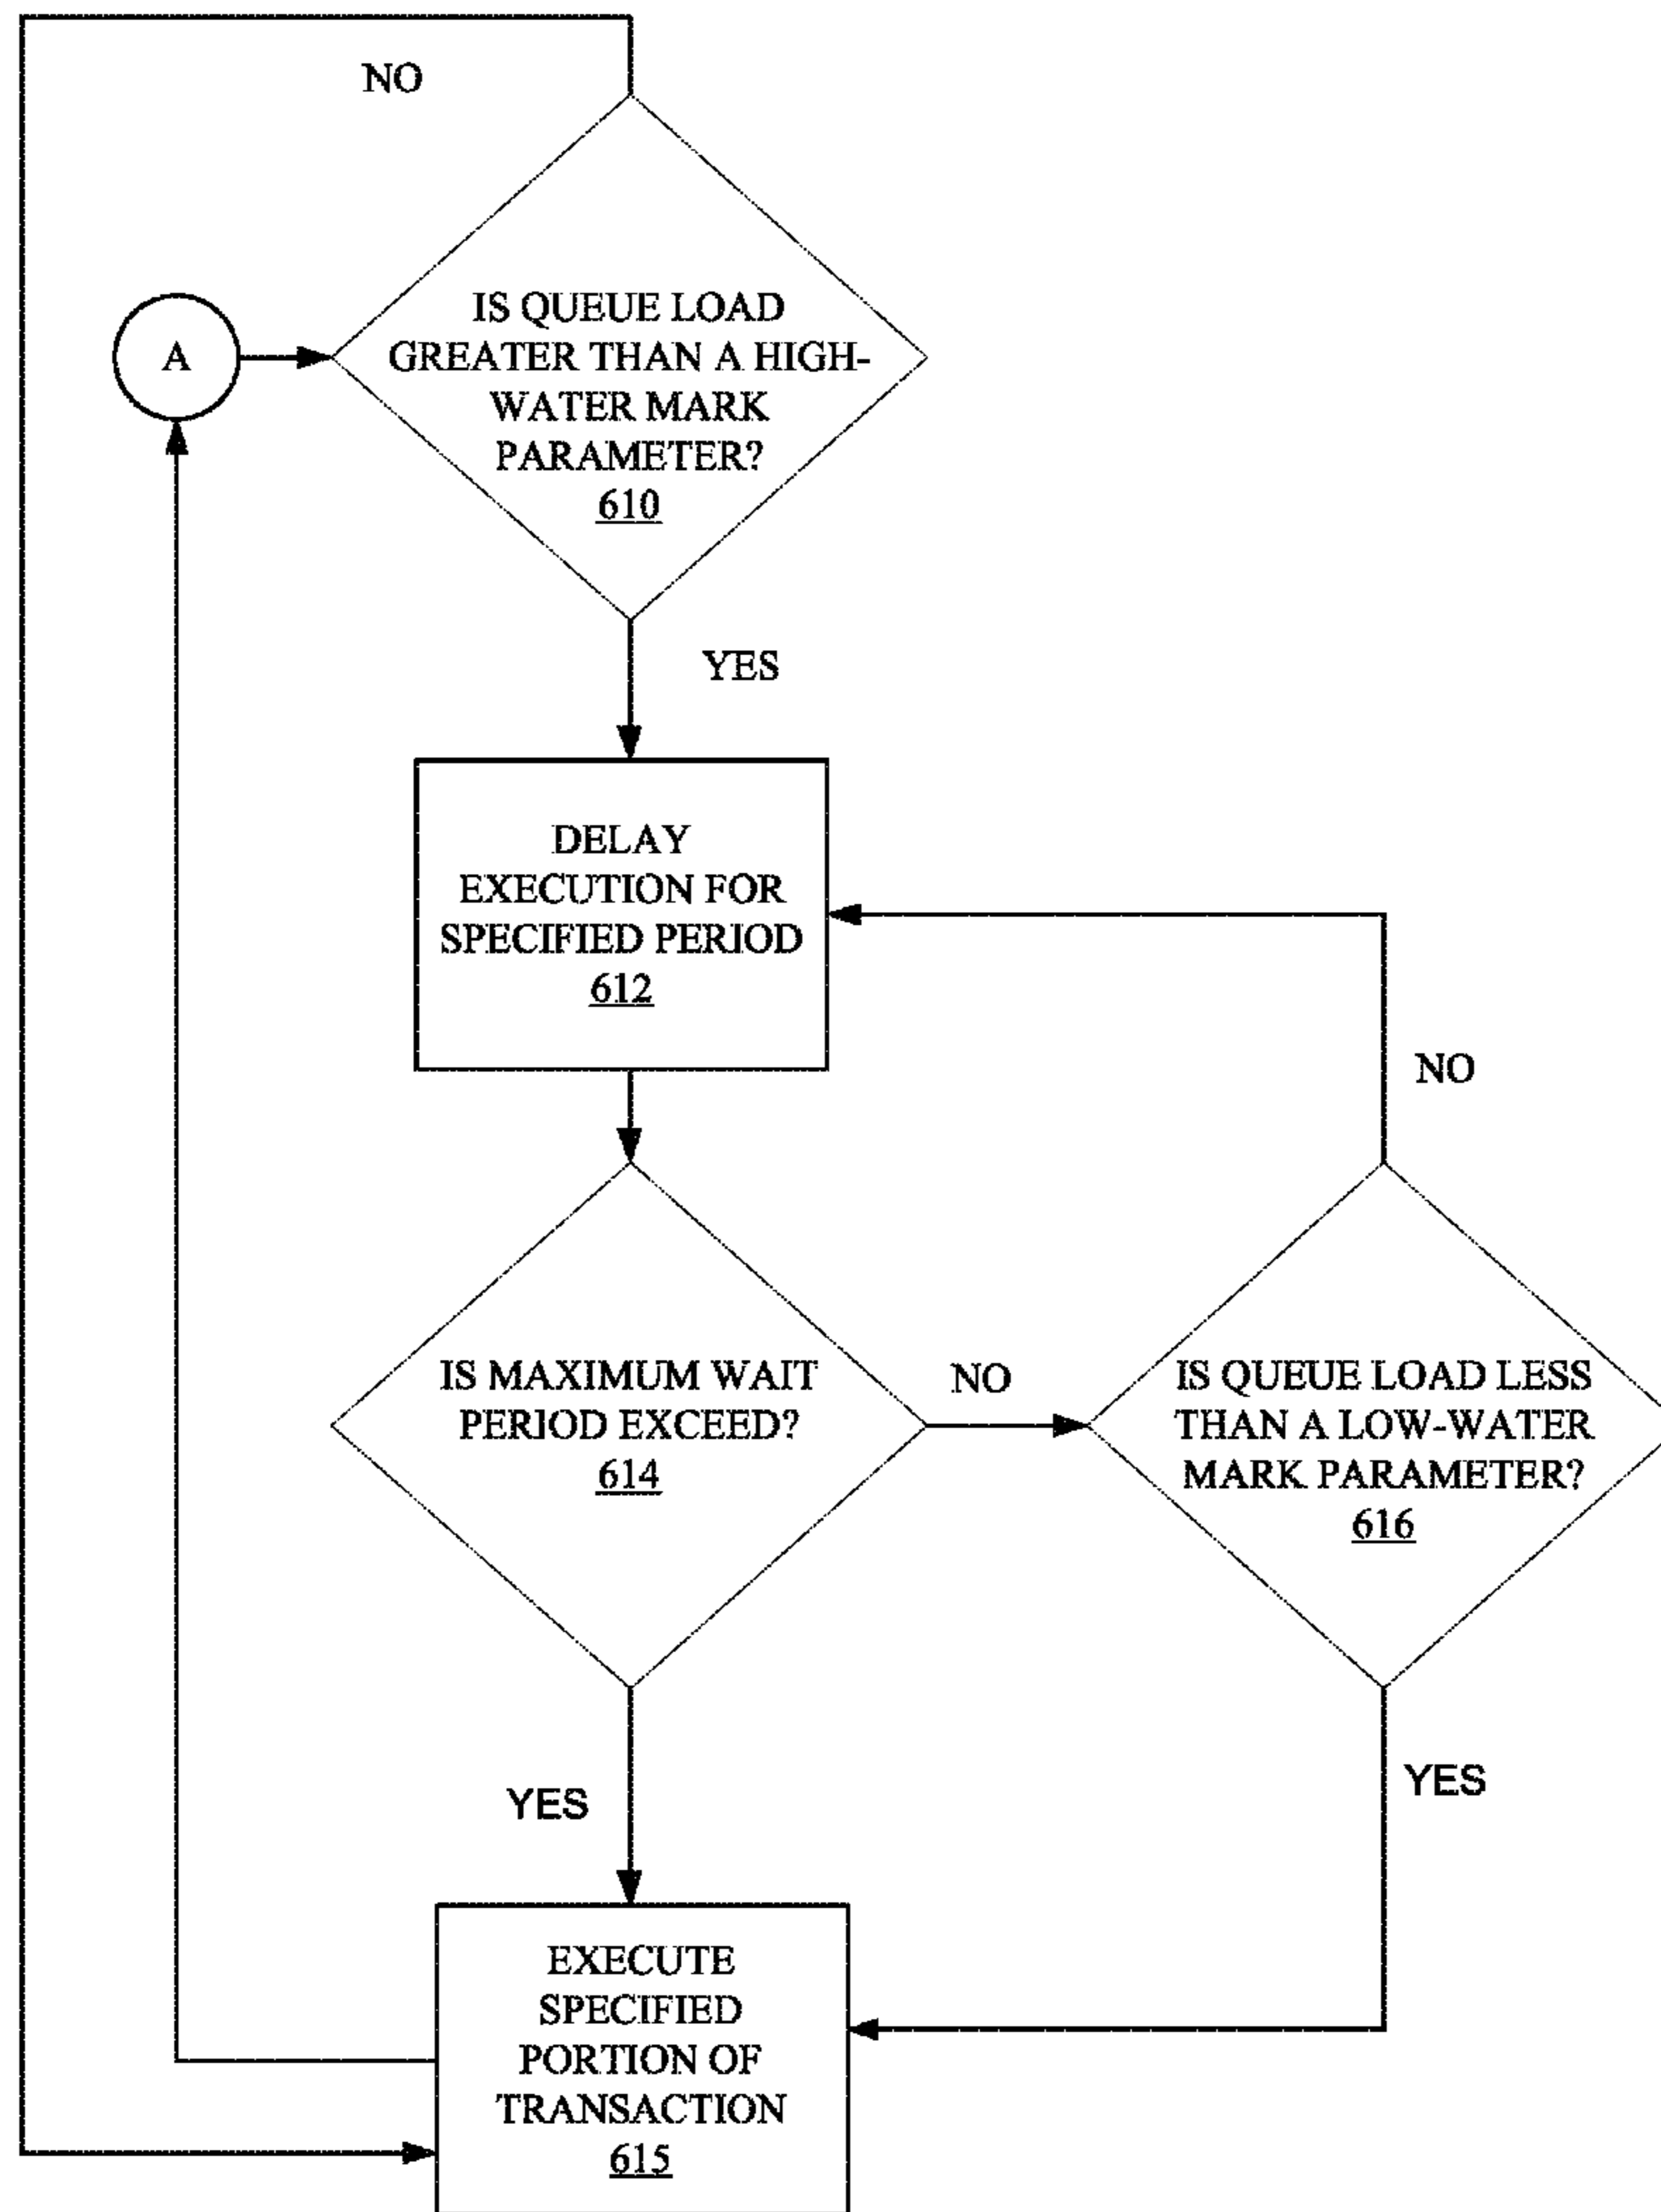 NO
IS QUEUE LOAD
GREATER THAN A HIGH-
WATER MARK
PARAMETER?
610
A
YES
DELAY
EXECUTION FOR
SPECIFIED PERIOD
612
NO
IS MAXIMUM WAIT
PERIOD EXCEED?
614
NO
IS QUEUE LOAD LESS
THAN A LOW-WATER
MARK PARAMETER?
616
YES
YES
EXECUTE
SPECIFIED
PORTION OF
TRANSACTION
615